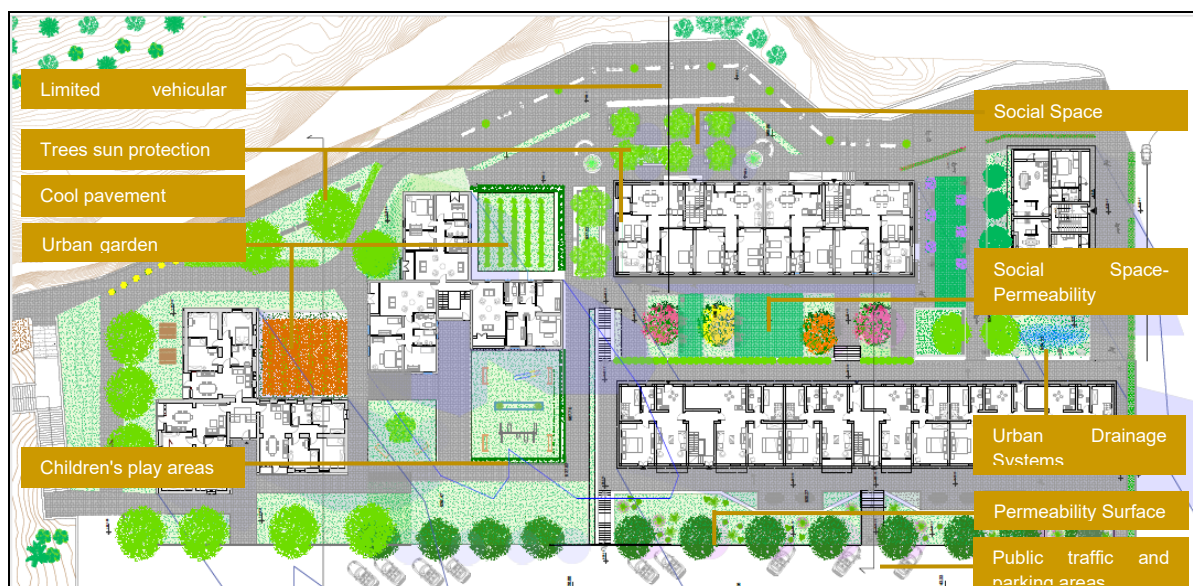 Limited vehicular
Trees sun protection
Cool pavement
Urban garden
Children's play areas
Social Space
Social Space-
Permeability
Urban Drainage
Systems
Permeability Surface
Public traffic and
parking areas